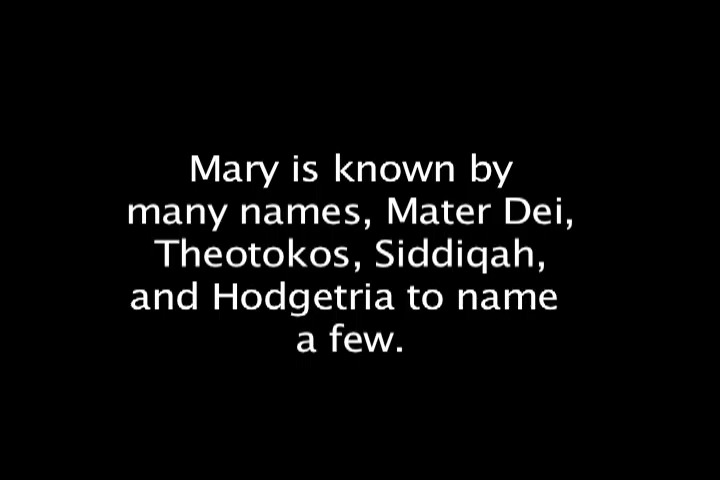 Mary is known by
many names, Mater Dei,
Theotokos, Siddiqah,
and Hodgetria to name
a few.